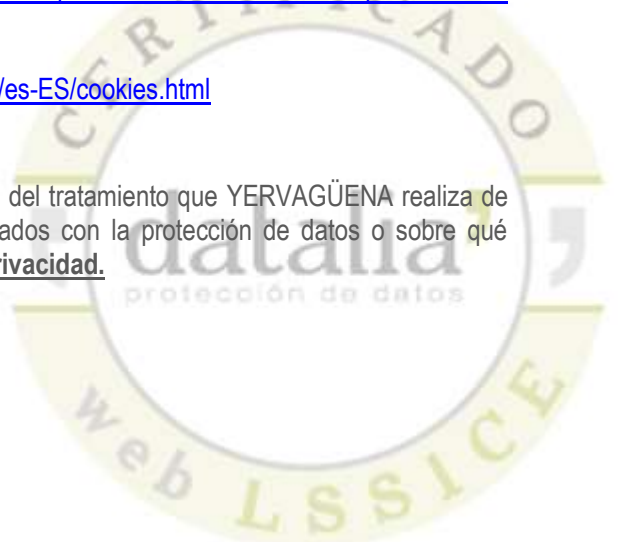 /es-ES/cookies.html
del tratamiento que YERVAGÜENA realiza de
ados con la protección de datos o sobre qué
rivacidad.
CERTIFICADO
datalia
protección de datos
Web LSSICE